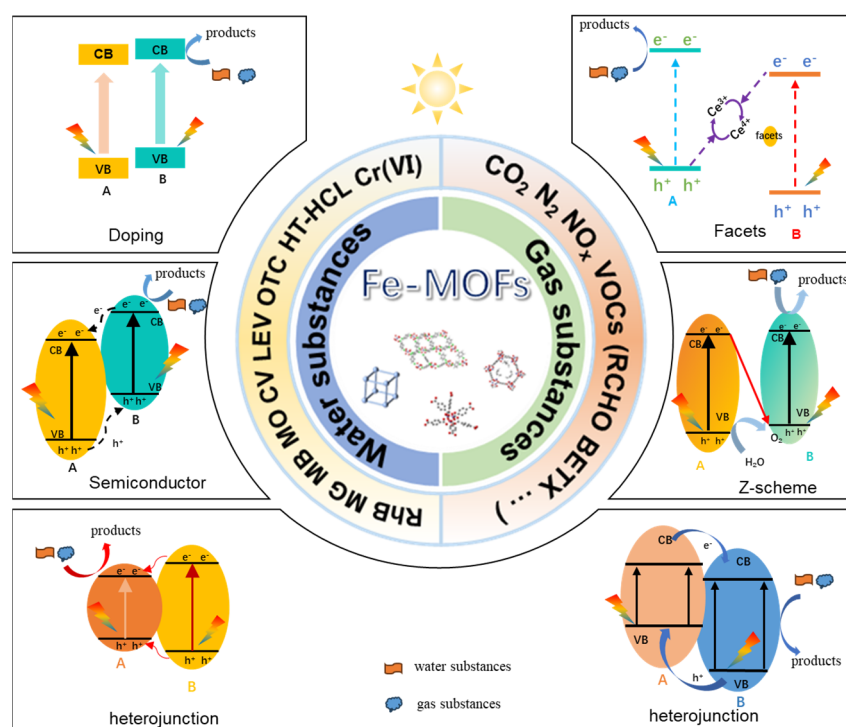 products
CB
CB
VB
VB
A
B
Doping
e⁻ e⁻
products
e⁻ e⁻
Ce³⁺
Ce⁴⁺
facets
h⁺ h⁺
A
h⁺ h⁺
B
Facets
Water substances
Gas substances
RhB MG MB MO CV LEV OTC HT-HCL Cr(VI)
CO₂ N₂ NOₓ VOCs (RCHO BETX ... )
Fe-MOFs
products
e⁻
e⁻ e⁻
CB
e⁻ e⁻
CB
VB
h⁺ h⁺
B
VB
h⁺ h⁺
A
h⁺
Semiconductor
products
e⁻ e⁻
CB
e⁻ e⁻
CB
VB
h⁺ h⁺
VB
h⁺ h⁺
O₂
H₂O
A
B
Z-scheme
products
e⁻ e⁻
e⁻ e⁻
h⁺ h⁺
h⁺ h⁺
A
B
heterojunction
water substances
gas substances
CB
e⁻
CB
VB
products
A
h⁺
VB
B
heterojunction